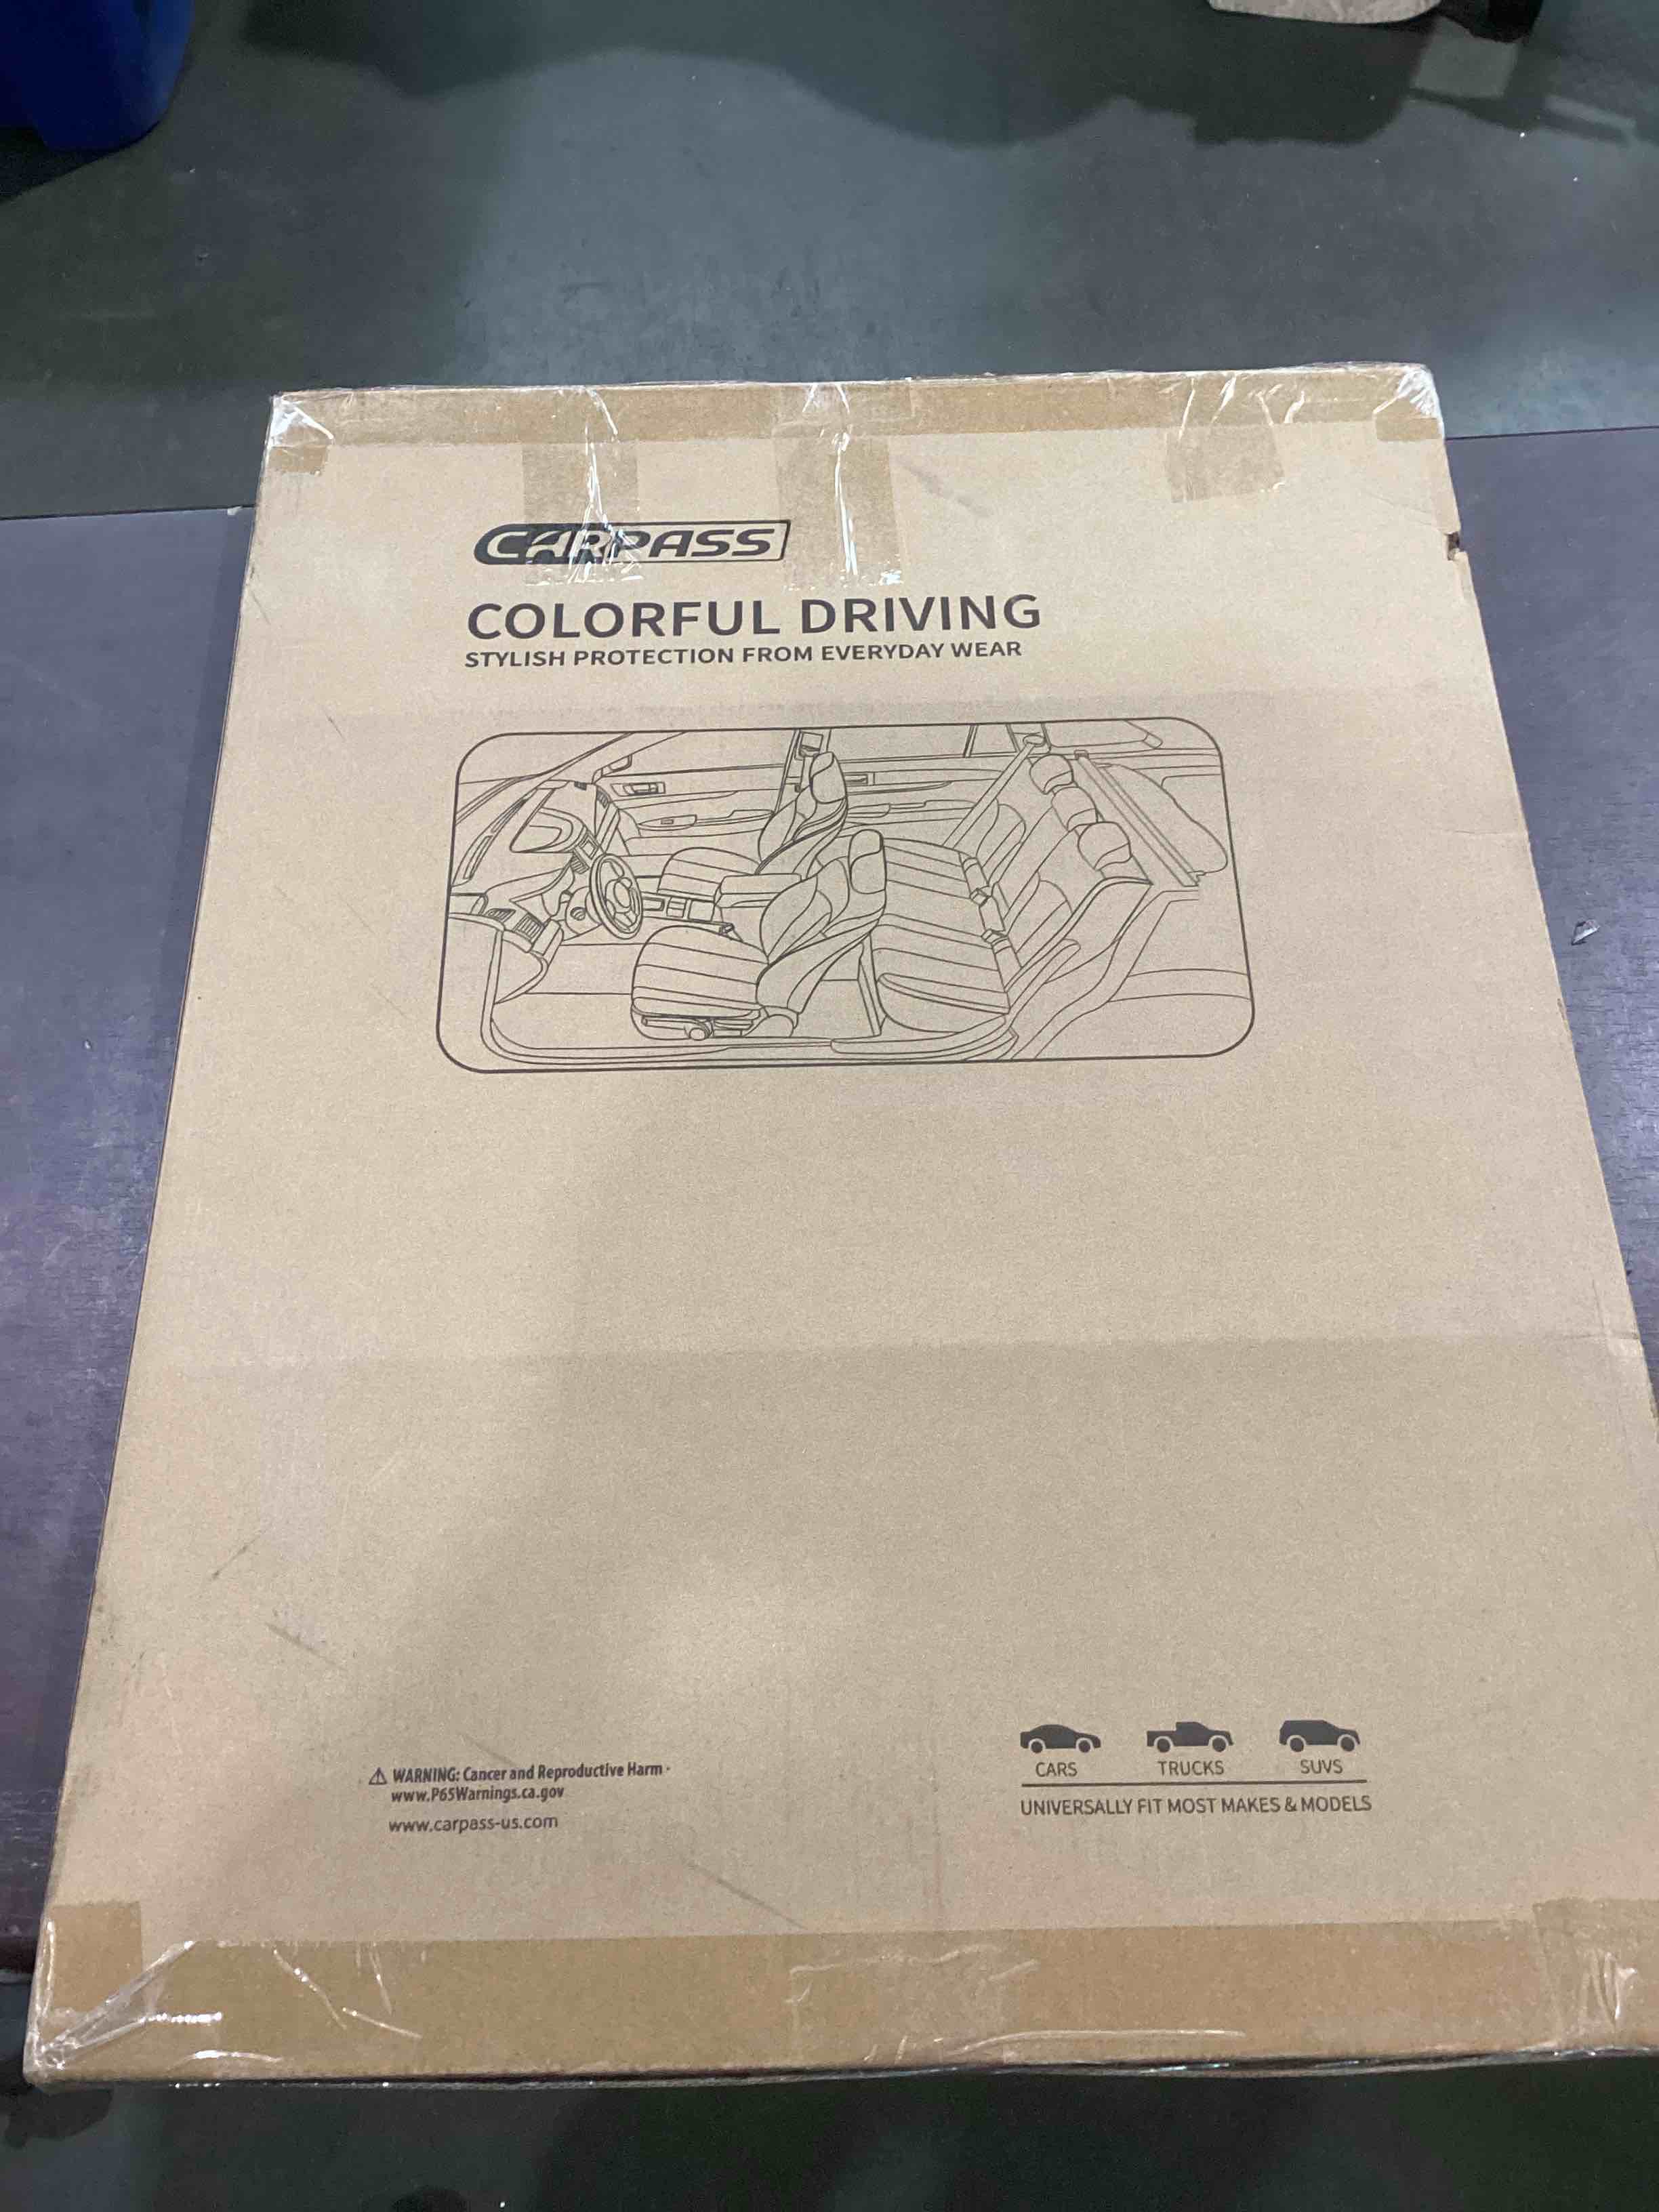 CARPASS
COLORFUL DRIVING
STYLISH PROTECTION FROM EVERYDAY WEAR
⚠ WARNING: Cancer and Reproductive Harm -
www.P65Warnings.ca.gov
www.carpass-us.com
CARS TRUCKS SUVS
UNIVERSALLY FIT MOST MAKES & MODELS